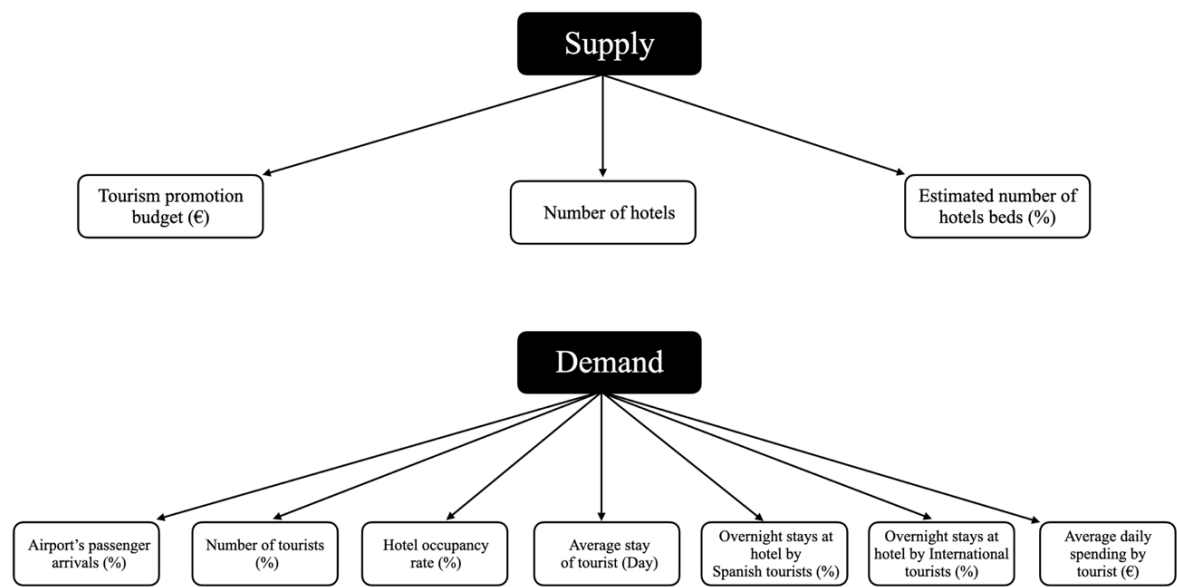 Supply
Tourism promotion
budget (€)
Number of hotels
Estimated number of
hotels beds (%)
Demand
Airport's passenger
arrivals (%)
Number of tourists
(%)
Hotel occupancy
rate (%)
Average stay
of tourist (Day)
Overnight stays at
hotel by
Spanish tourists (%)
Overnight stays at
hotel by International
tourists (%)
Average daily
spending by
tourist (€)